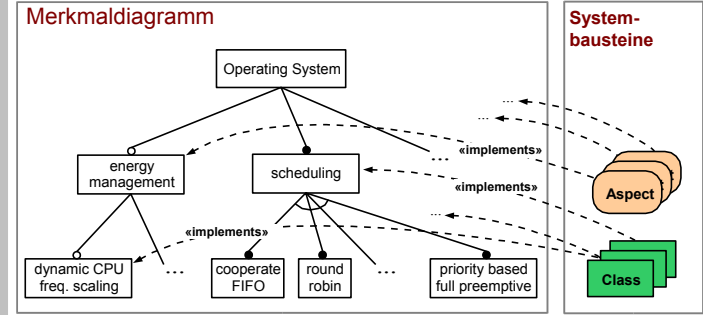 Merkmaldiagramm
System-
bausteine
Operating System
...
...
energy
management
scheduling
...
«implements»
«implements»
Aspect
...
«implements»
dynamic CPU
freq. scaling
...
cooperate
FIFO
round
robin
...
priority based
full preemptive
Class